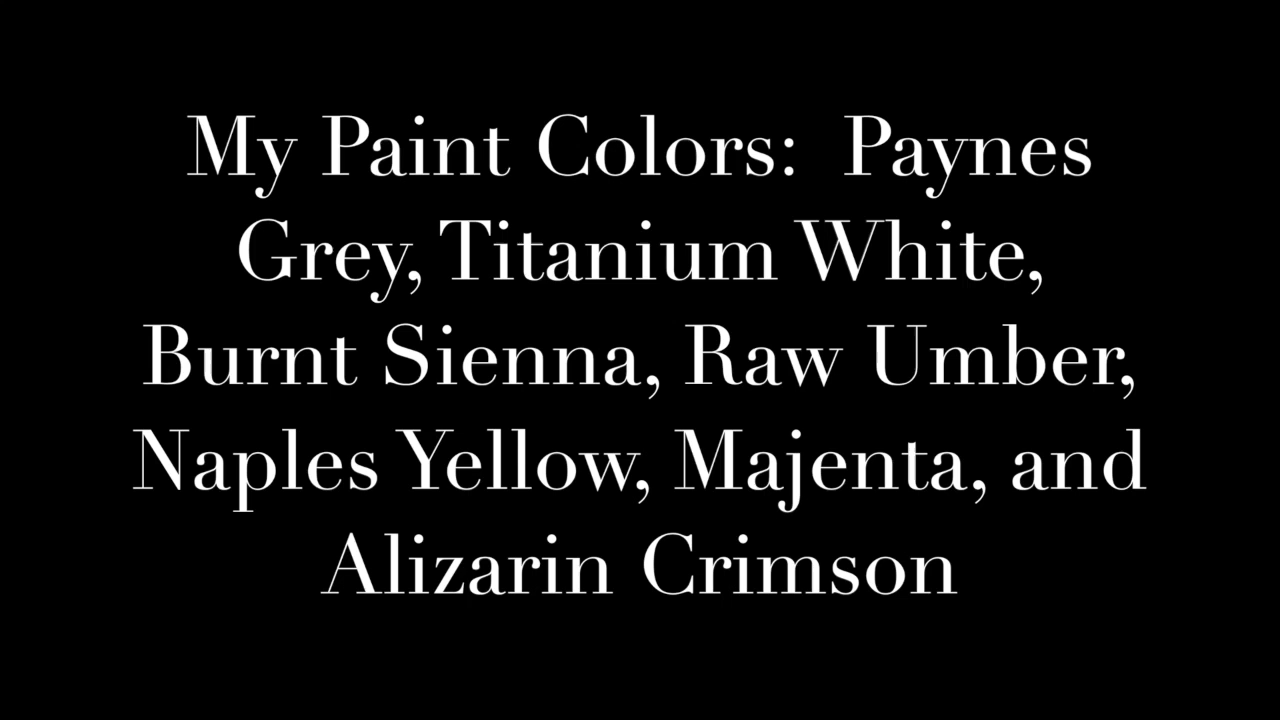 My Paint Colors:  Paynes
Grey, Titanium White,
Burnt Sienna, Raw Umber,
Naples Yellow, Majenta, and
Alizarin Crimson